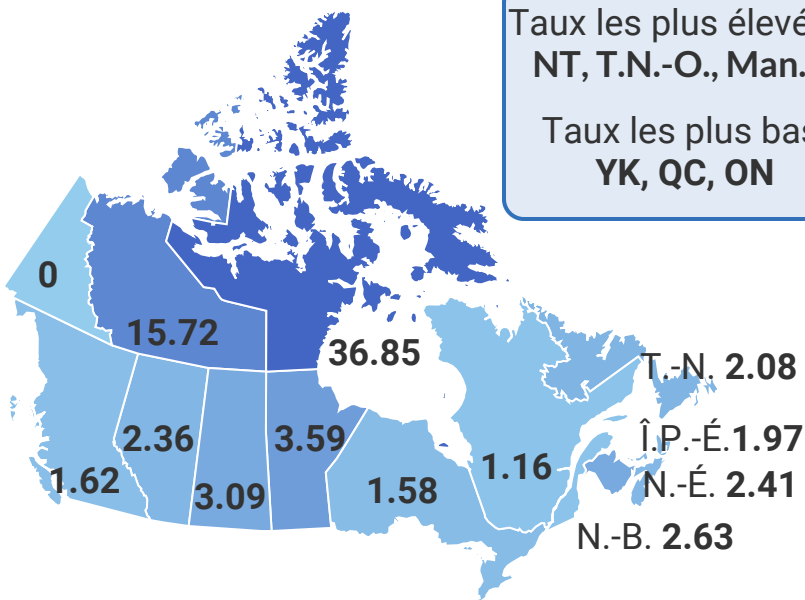 Taux les plus élevé
NT, T.N.-O., Man.
Taux les plus bas
YK, QC, ON
0
15.72
36.85
T.-N. 2.08
2.36
3.59
Î.P.-É.1.97
1.62
3.09
1.58
1.16
N.-É. 2.41
N.-B. 2.63